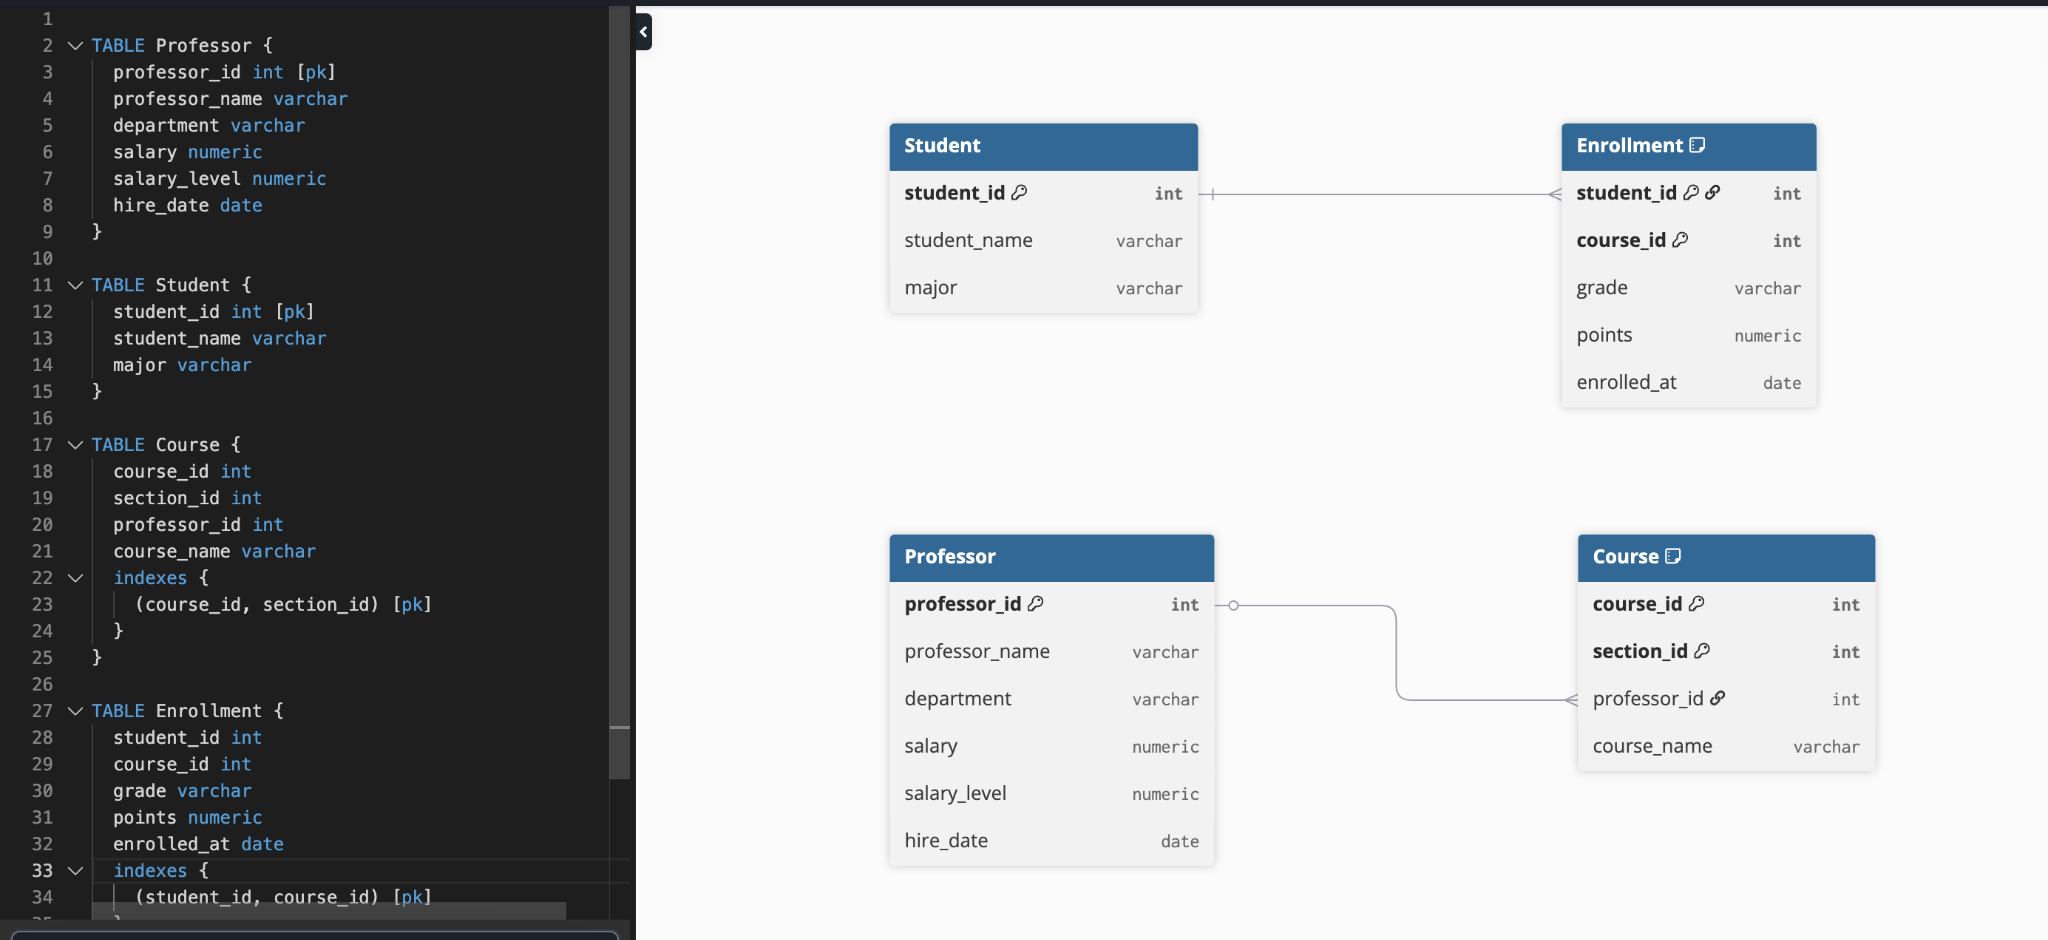 1
2 TABLE Professor {
3 professor_id int [pk]
4 professor_name varchar
5 department varchar
6 salary numeric
7 salary_level numeric
8 hire_date date
9 }
10
11 TABLE Student {
12 student_id int [pk]
13 student_name varchar
14 major varchar
15 }
16
17 TABLE Course {
18 course_id int
19 section_id int
20 professor_id int
21 course_name varchar
22 indexes {
23 (course_id, section_id) [pk]
24 }
25 }
26
27 TABLE Enrollment {
28 student_id int
29 course_id int
30 grade varchar
31 points numeric
32 enrolled_at date
33 indexes {
34 (student_id, course_id) [pk]
Student
student_id int
student_name varchar
major varchar
Enrollment
student_id int
course_id int
grade varchar
points numeric
enrolled_at date
Professor
professor_id int
professor_name varchar
department varchar
salary numeric
salary_level numeric
hire_date date
Course
course_id int
section_id int
professor_id int
course_name varchar